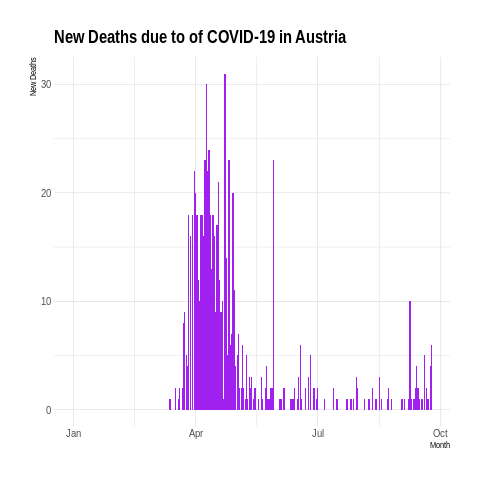 New Deaths due to of COVID-19 in Austria
New Deaths
30
20
10
0
Jan Apr Jul Oct
Month